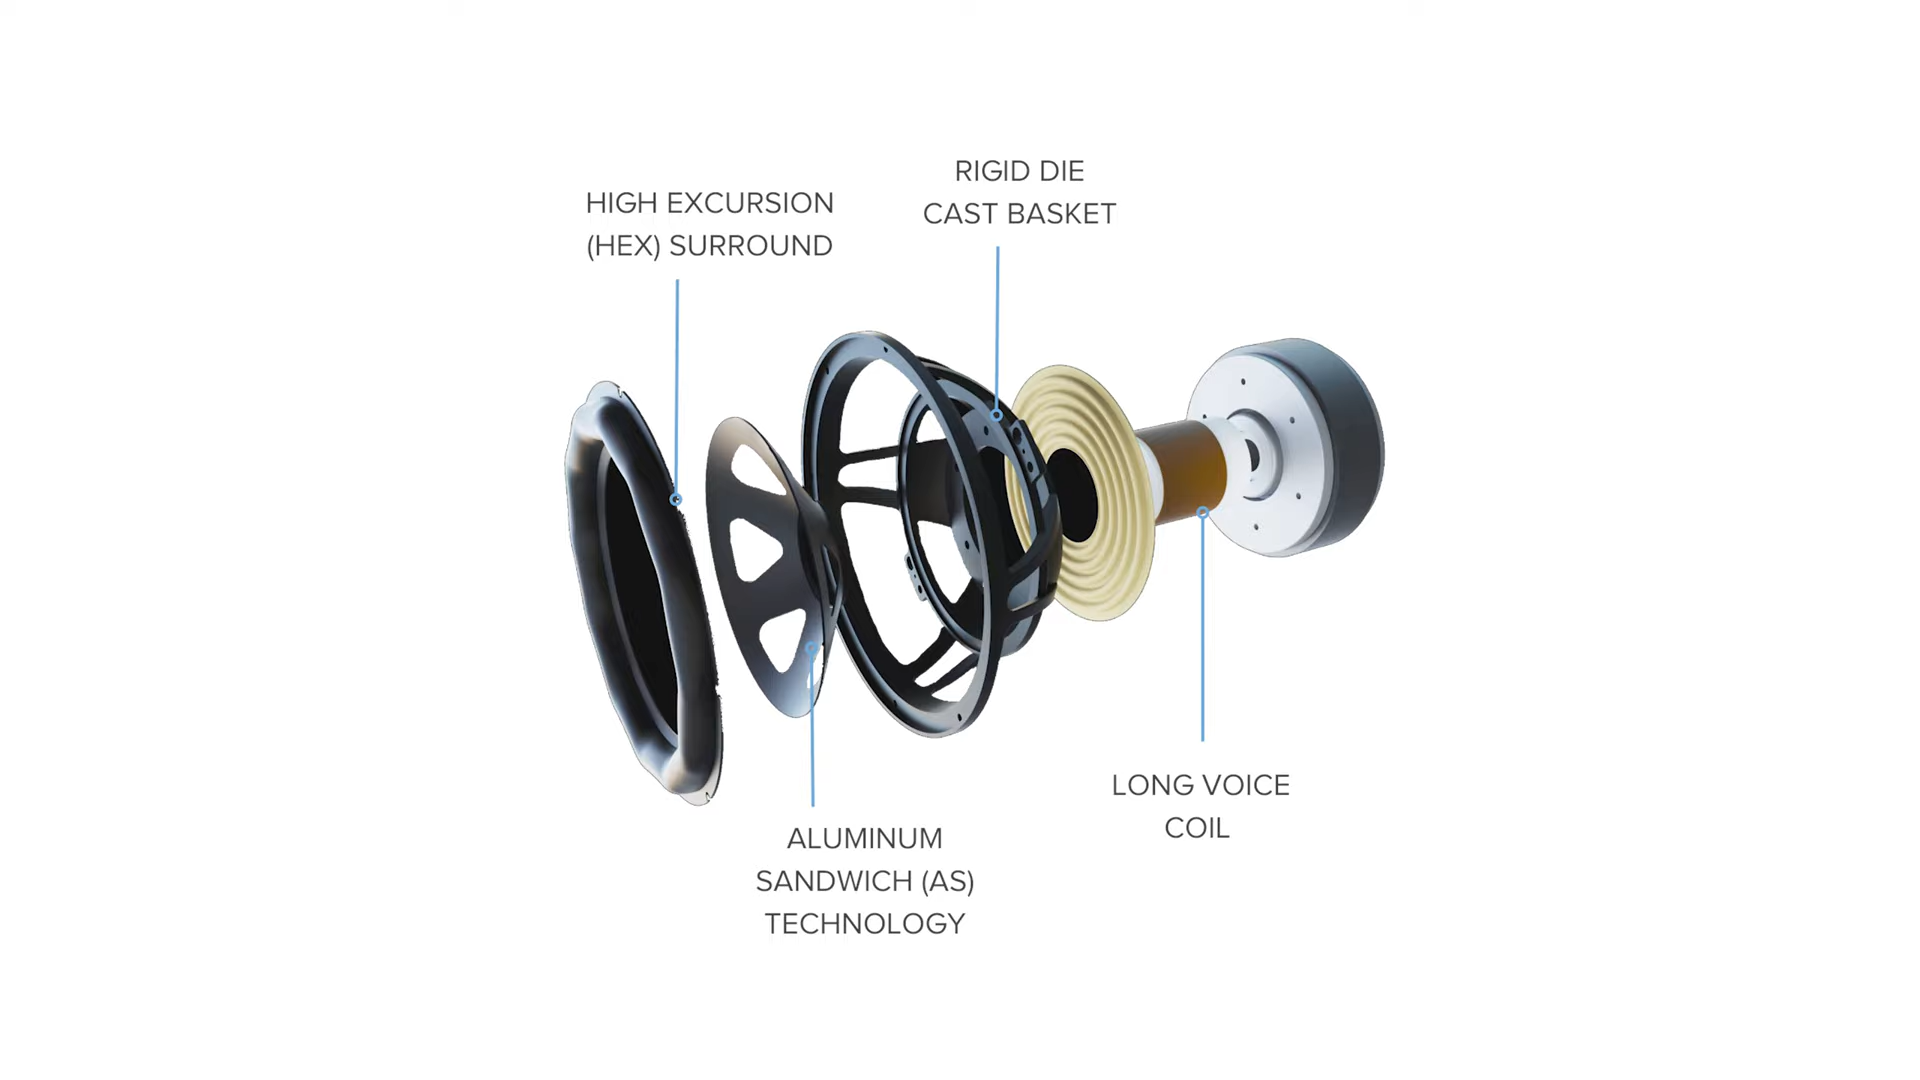 HIGH EXCURSION
(HEX) SURROUND
RIGID DIE
CAST BASKET
ALUMINUM
SANDWICH (AS)
TECHNOLOGY
LONG VOICE
COIL